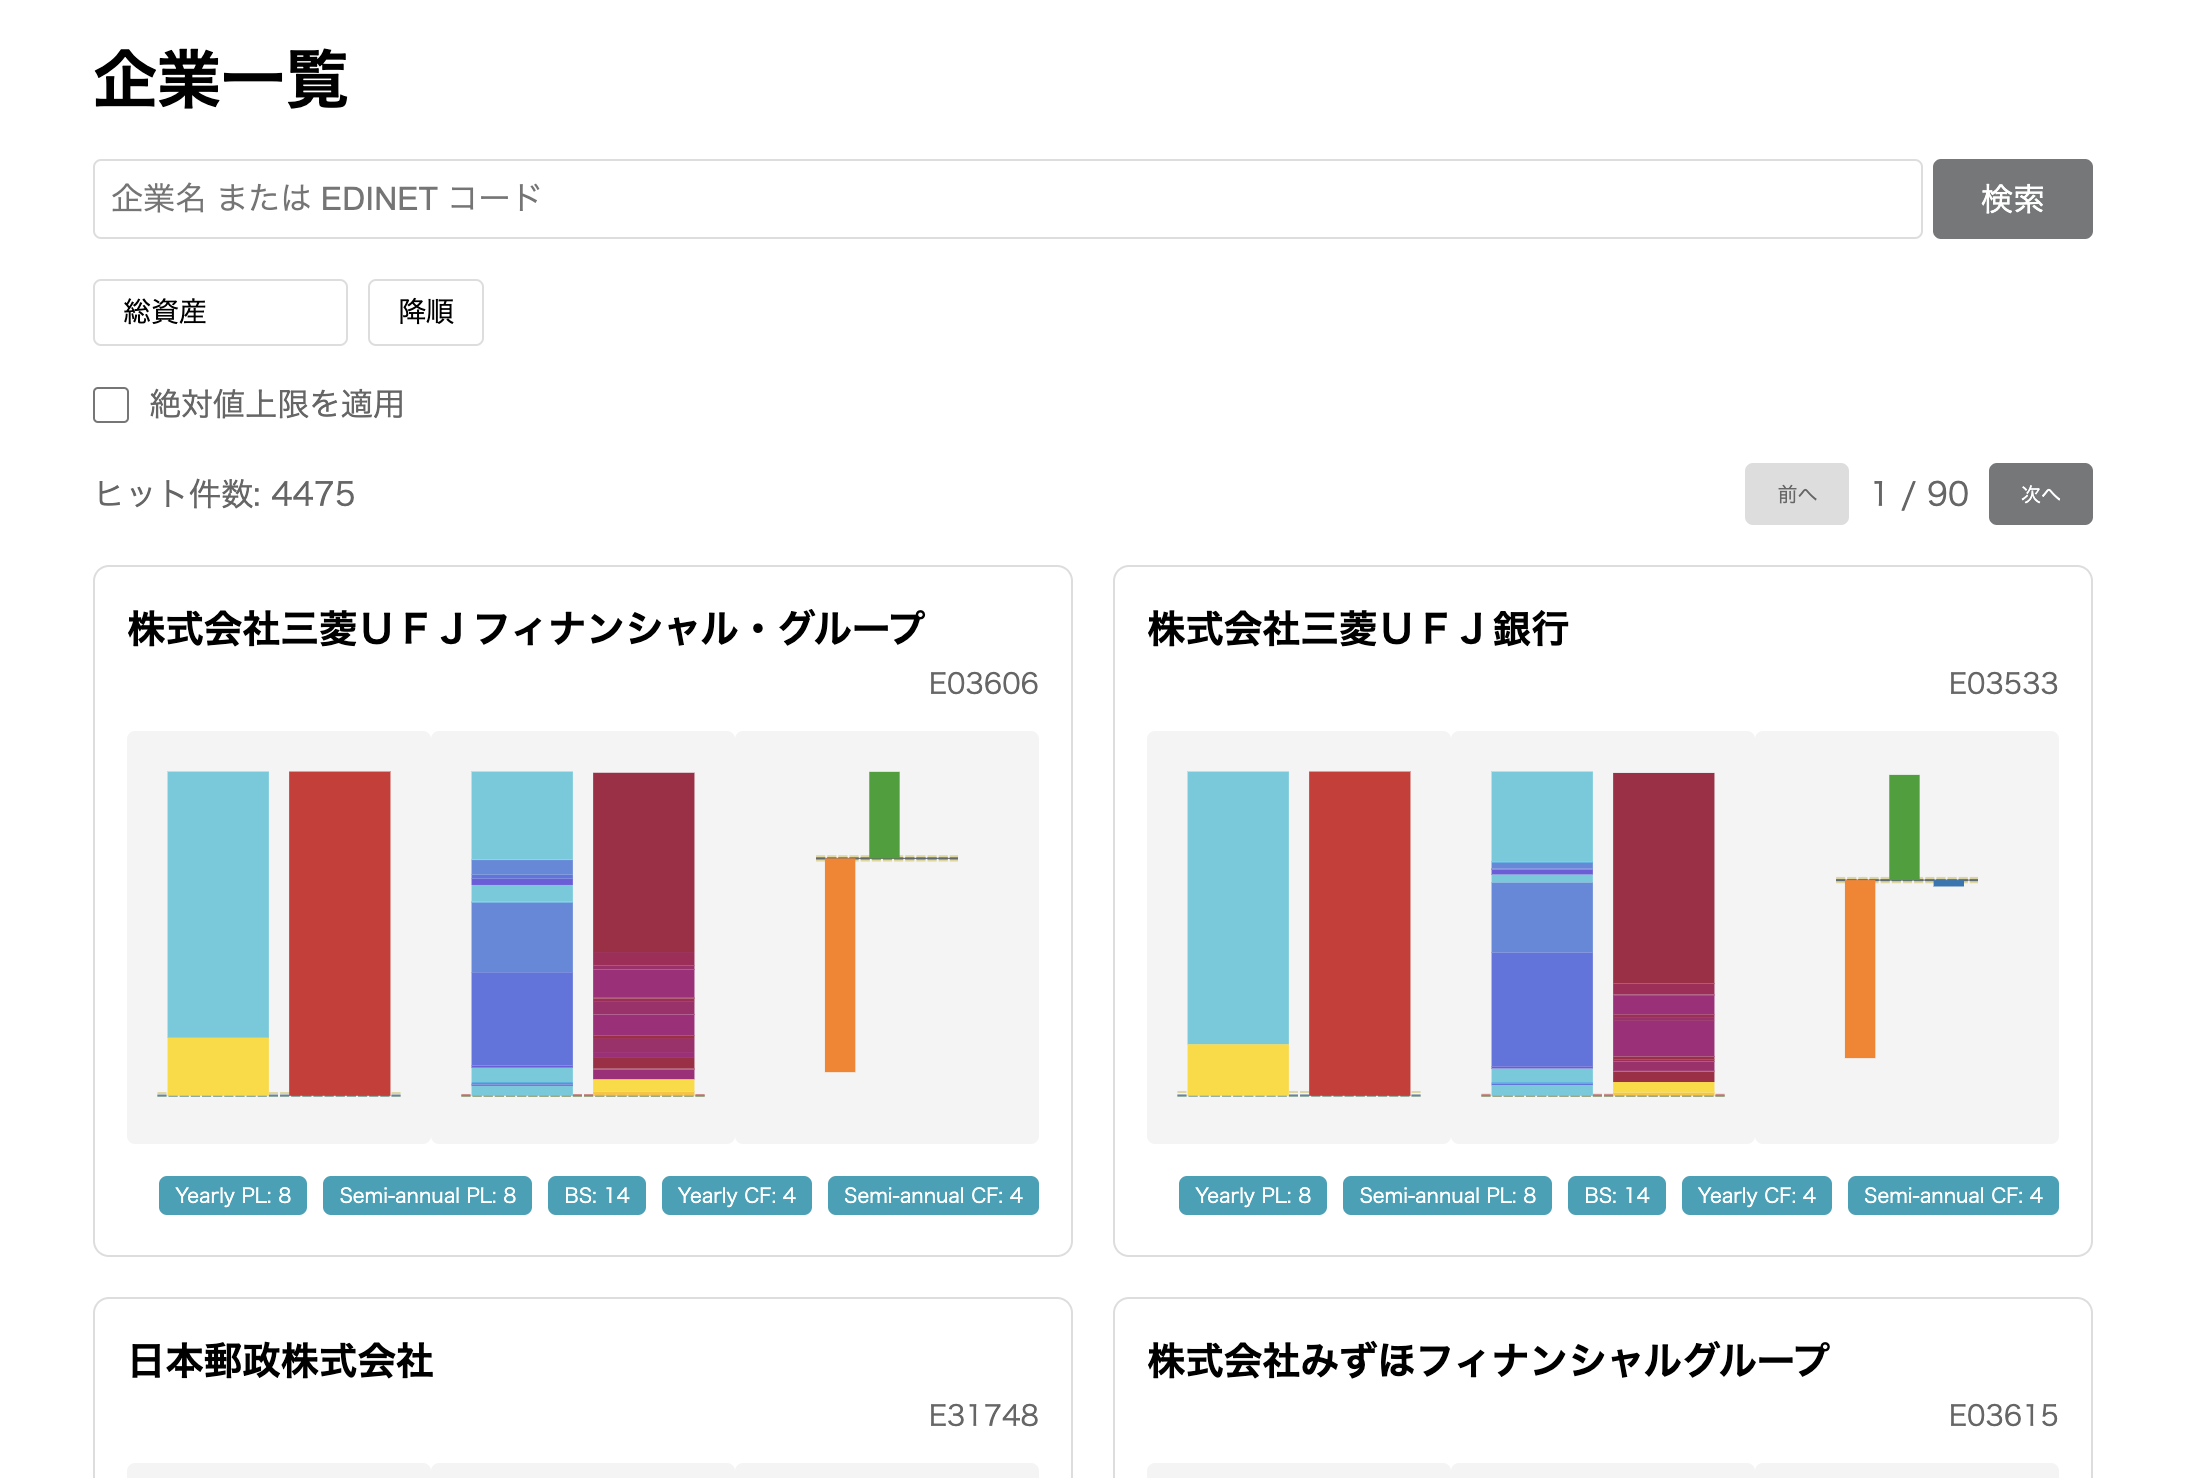 企業一覧
企業名 または EDINET コード
検索
総資産
降順
絶対値上限を適用
ヒット件数: 4475
前へ
1 / 90
次へ
株式会社三菱ＵＦＪフィナンシャル・グループ
E03606
Yearly PL: 8
Semi-annual PL: 8
BS: 14
Yearly CF: 4
Semi-annual CF: 4
株式会社三菱ＵＦＪ銀行
E03533
Yearly PL: 8
Semi-annual PL: 8
BS: 14
Yearly CF: 4
Semi-annual CF: 4
日本郵政株式会社
E31748
株式会社みずほフィナンシャルグループ
E03615